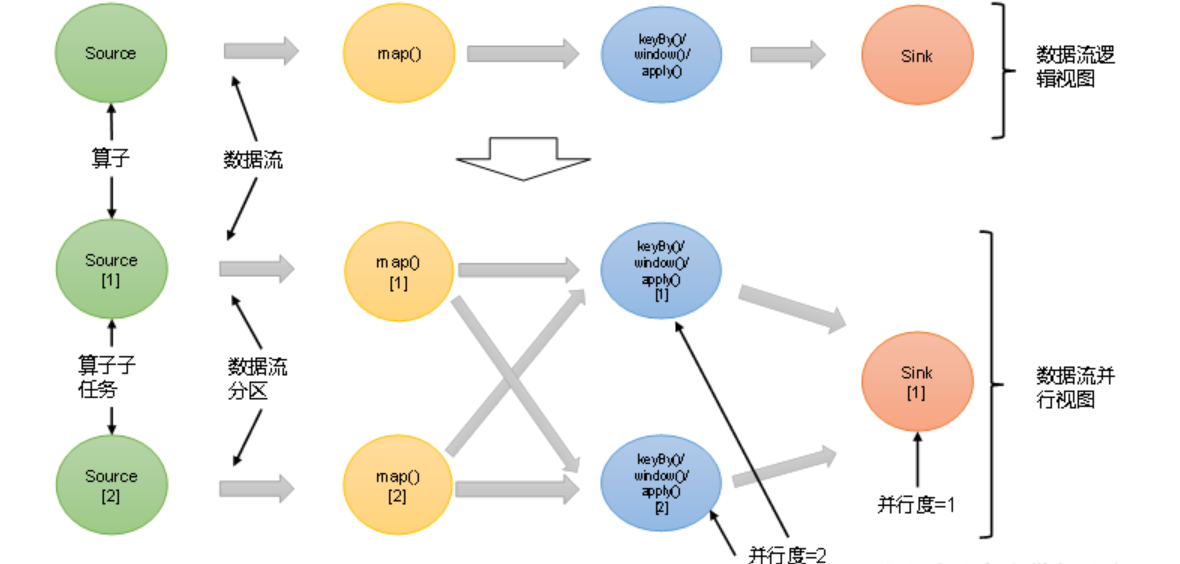 Source
map()
keyBy()/
window()/
apply()
Sink
数据流逻
辑视图
算子
数据流
Source
[1]
map()
[1]
keyBy()/
window()/
apply()
[1]
算子子
任务
数据流
分区
Sink
[1]
数据流并
行视图
Source
[2]
map()
[2]
keyBy()/
window()/
apply()
[2]
并行度=1
并行度=2